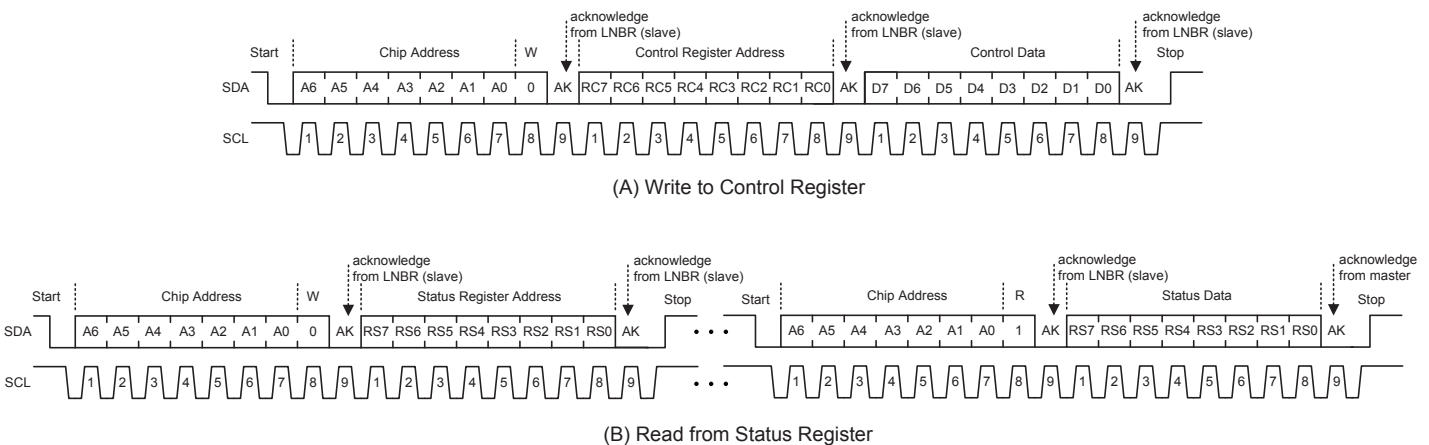 acknowledge
from LNBR (slave)
acknowledge
from LNBR (slave)
acknowledge
from LNBR (slave)
Start Chip Address W Control Register Address Control Data Stop
SDA A6 A5 A4 A3 A2 A1 A0 0 AK RC7 RC6 RC5 RC4 RC3 RC2 RC1 RC0 AK D7 D6 D5 D4 D3 D2 D1 D0 AK
SCL 1 2 3 4 5 6 7 8 9 1 2 3 4 5 6 7 8 9 1 2 3 4 5 6 7 8 9
(A) Write to Control Register
acknowledge
from LNBR (slave)
acknowledge
from LNBR (slave)
acknowledge
from LNBR (slave)
acknowledge
from master
Start Chip Address W Status Register Address Stop Start Chip Address R Status Data Stop
SDA A6 A5 A4 A3 A2 A1 A0 0 AK RS7 RS6 RS5 RS4 RS3 RS2 RS1 RS0 AK • • • A6 A5 A4 A3 A2 A1 A0 1 AK RS7 RS6 RS5 RS4 RS3 RS2 RS1 RS0 AK
SCL 1 2 3 4 5 6 7 8 9 1 2 3 4 5 6 7 8 9 • • • 1 2 3 4 5 6 7 8 9 1 2 3 4 5 6 7 8 9
(B) Read from Status Register